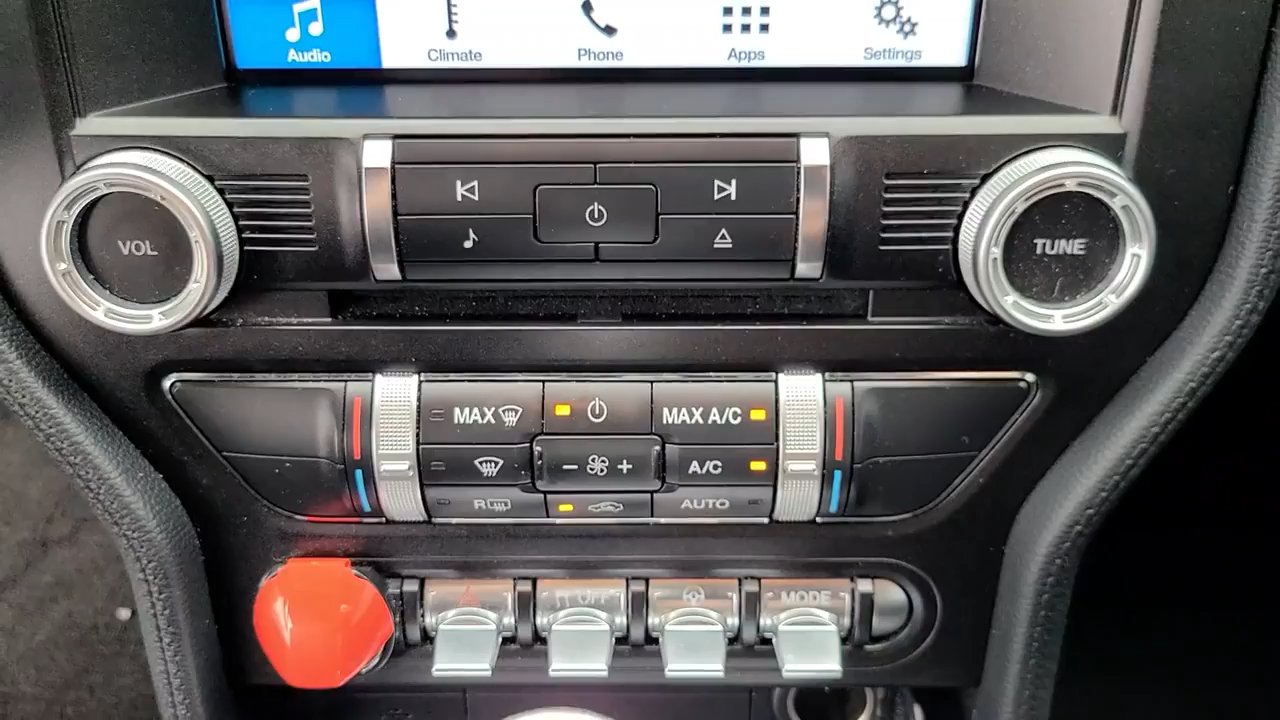 Audio Climate Phone Apps Settings
VOL
TUNE
MAX
MAX A/C
A/C
R
AUTO
OFF
MODE